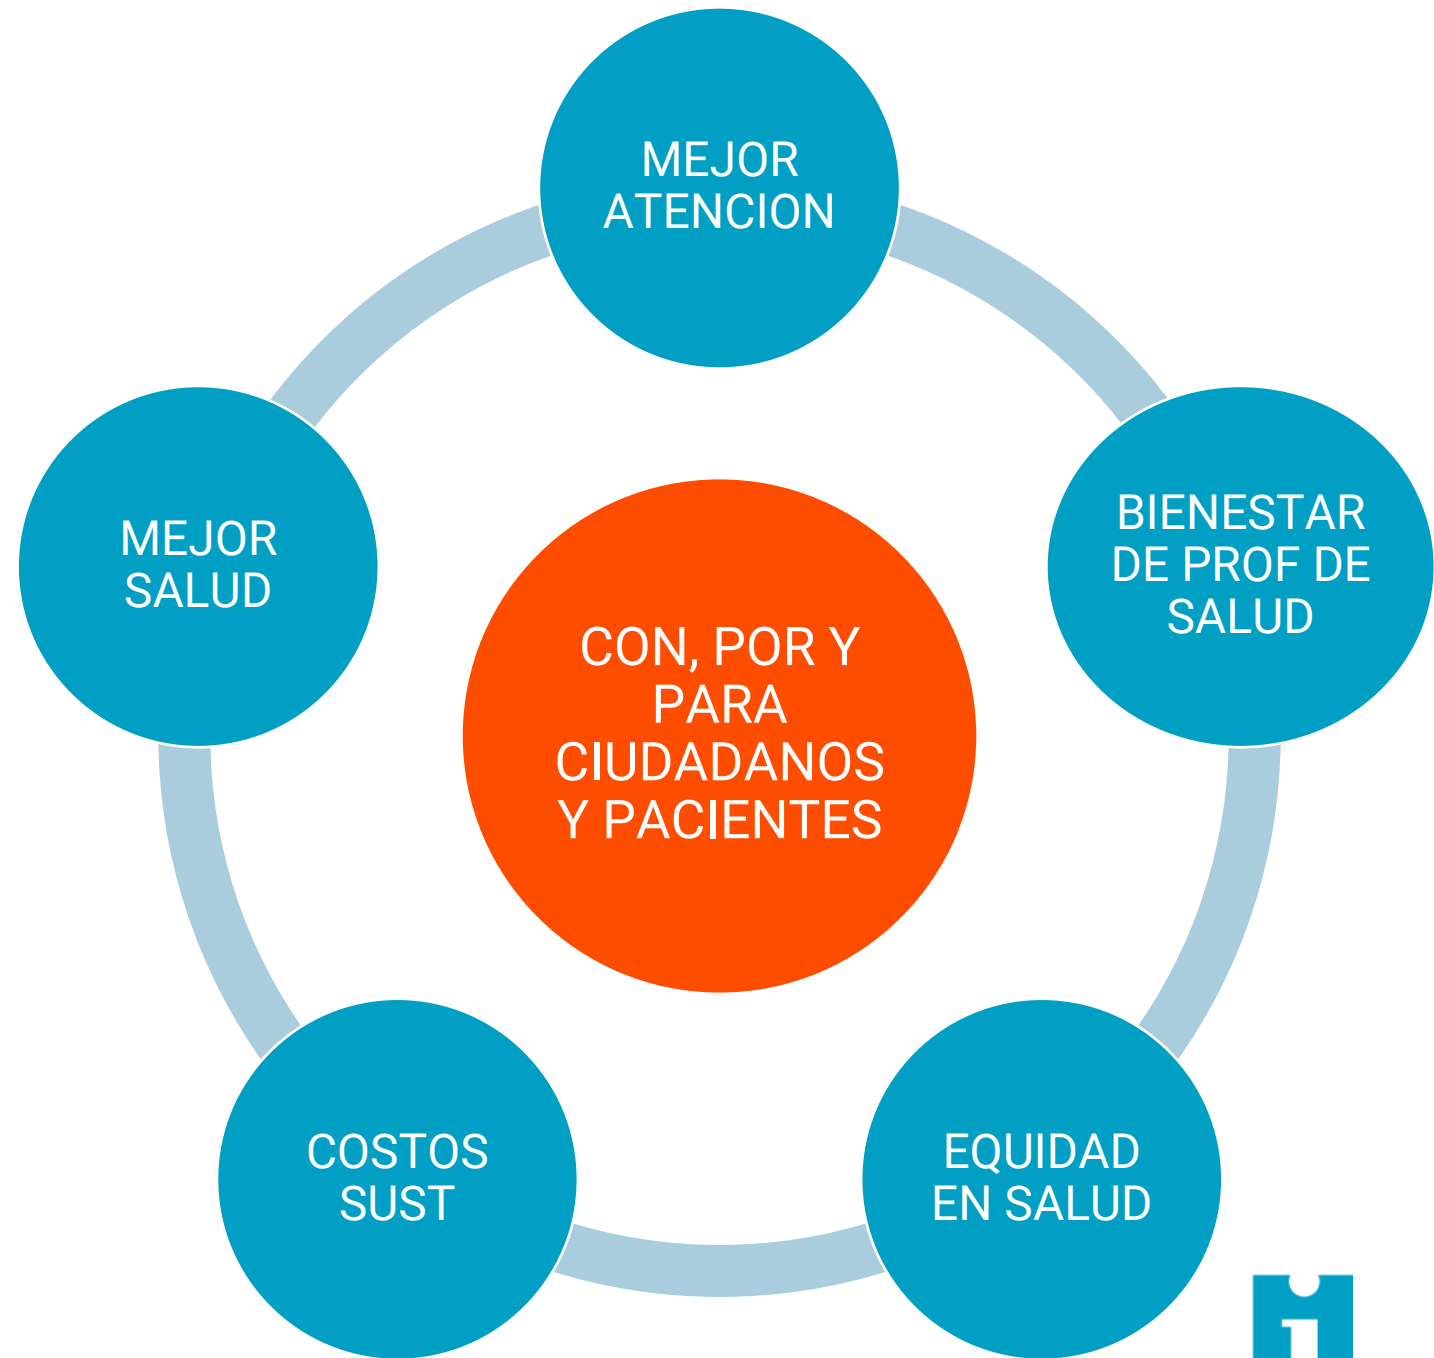 MEJOR
ATENCION
BIENESTAR
DE PROF DE
SALUD
EQUIDAD
EN SALUD
COSTOS
SUST
MEJOR
SALUD
CON, POR Y
PARA
CIUDADANOS
Y PACIENTES